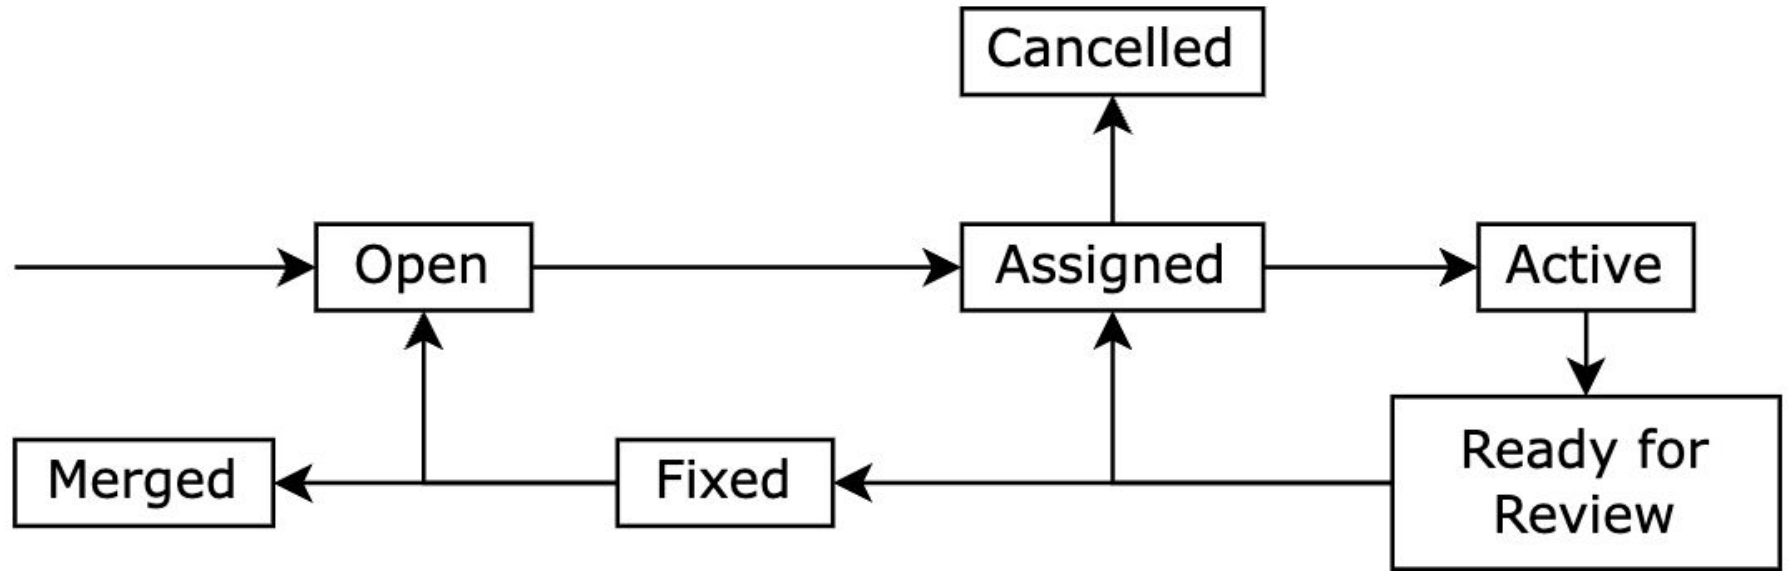 Cancelled
Open
Assigned
Active
Merged
Fixed
Ready for
Review